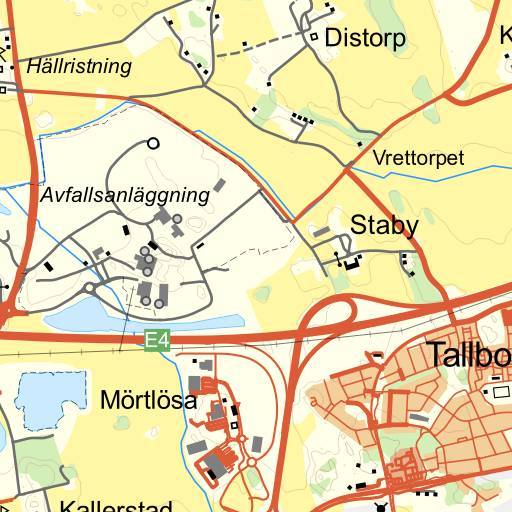 Distorp
K
Hällristning
Vrettorpet
Avfallsanläggning
Staby
E4
Tallbo
Mörtlösa
Kallerstad